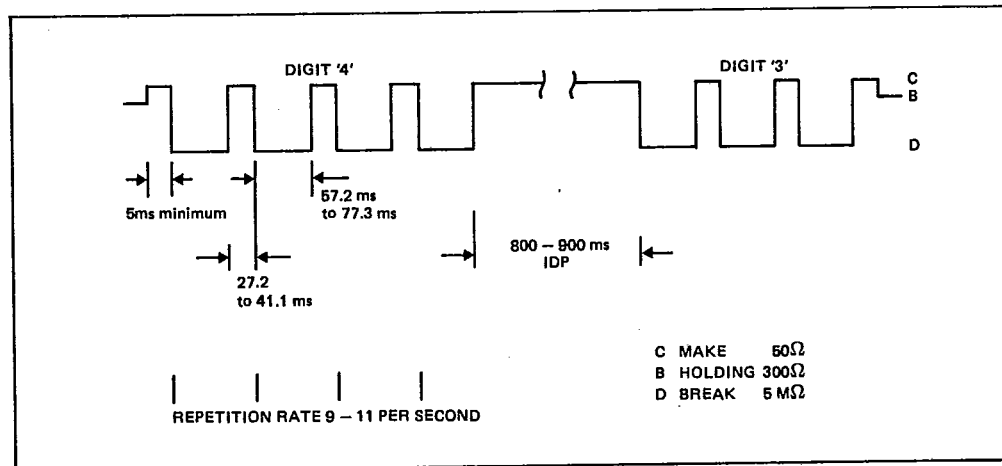 DIGIT '4'
DIGIT '3'
C
B
D
5ms minimum
57.2 ms
to 77.3 ms
27.2
to 41.1 ms
800 – 900 ms
IDP
C MAKE 50Ω
B HOLDING 300Ω
D BREAK 5 MΩ
REPETITION RATE 9 – 11 PER SECOND